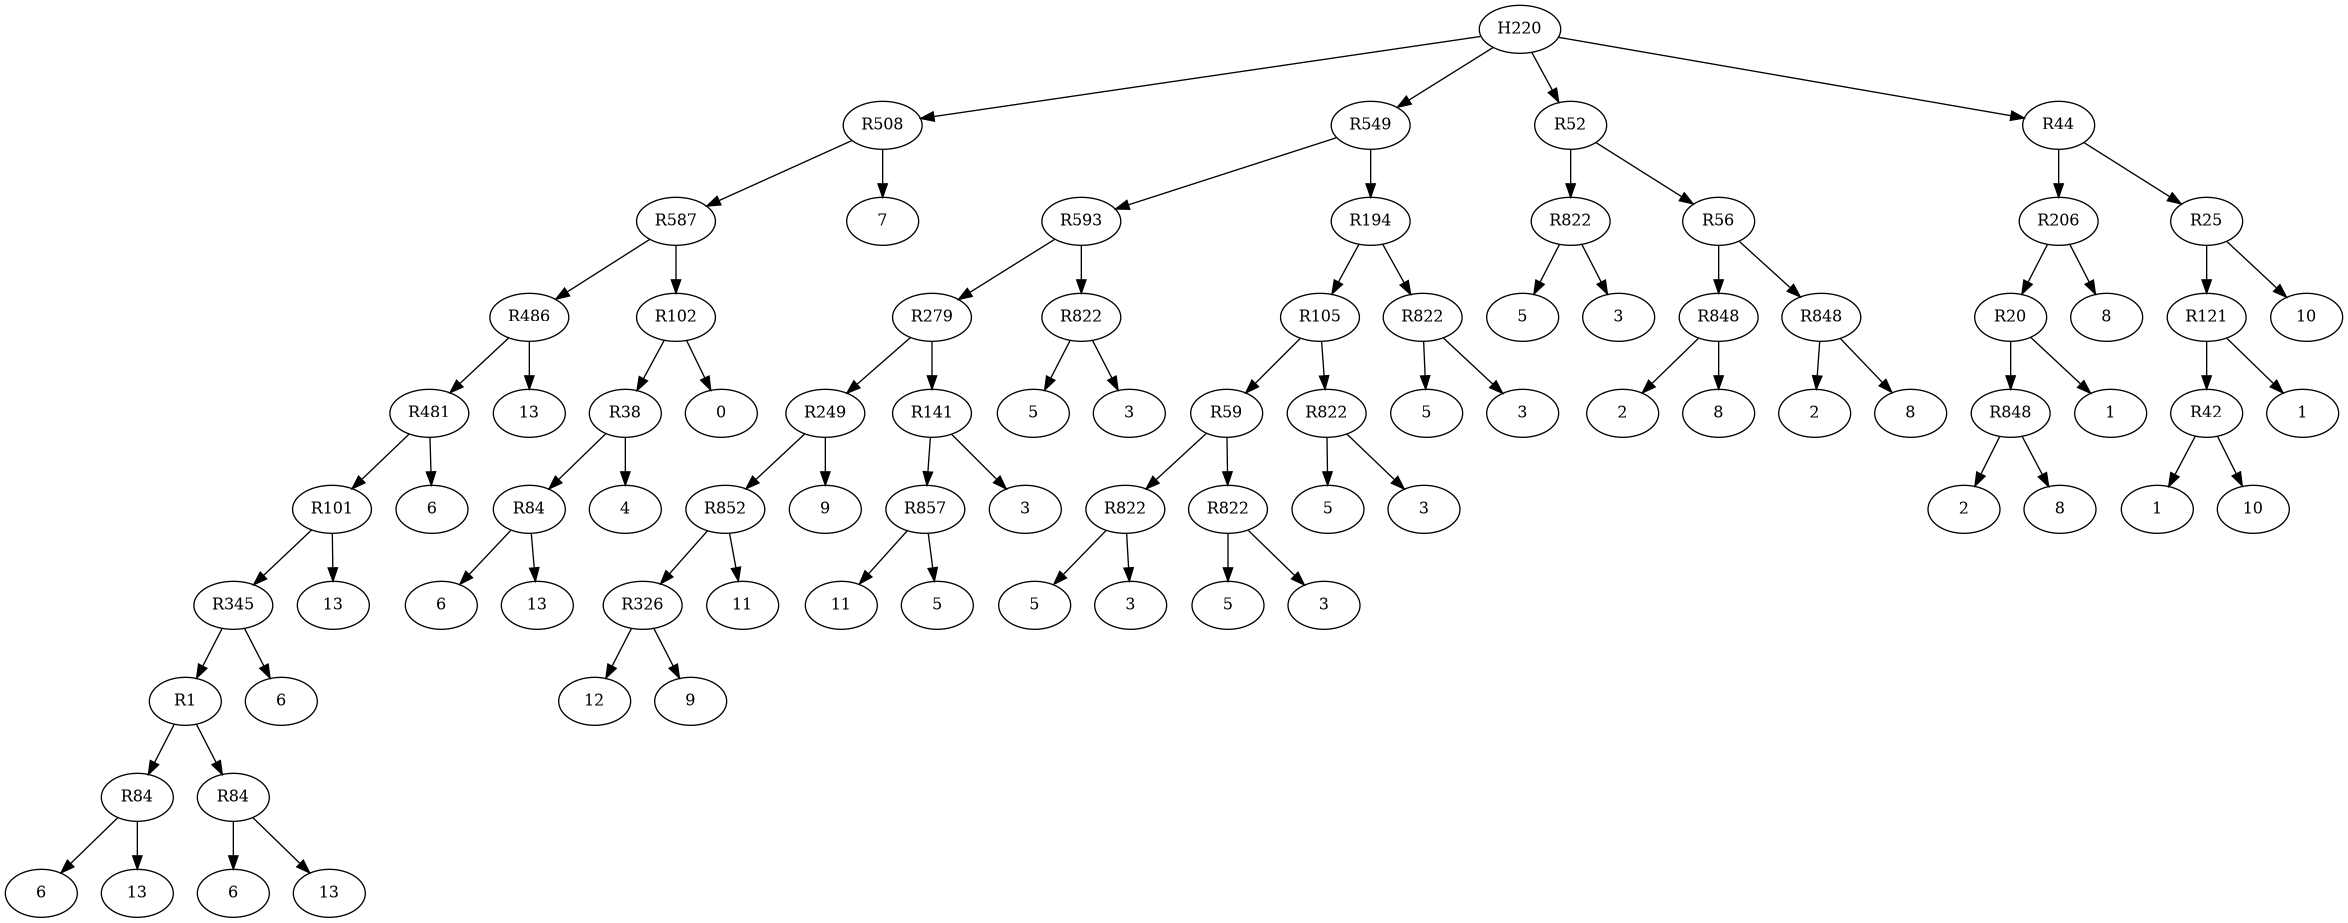 H220
R508 R549 R52 R44
R587 7 R593 R194 R822 R56 R206 R25
R486 R102 R279 R822 R105 R822 5 3 R848 R848 R20 8 R121 10
R481 13 R38 0 R249 R141 5 3 R59 R822 5 3 2 8 2 8 R848 1 R42 1
R101 6 R84 4 R852 9 R857 3 R822 R822 5 3 2 8 1 10
R345 13 6 13 R326 11 11 5 5 3 5 3
R1 6 12 9
R84 R84
6 13 6 13